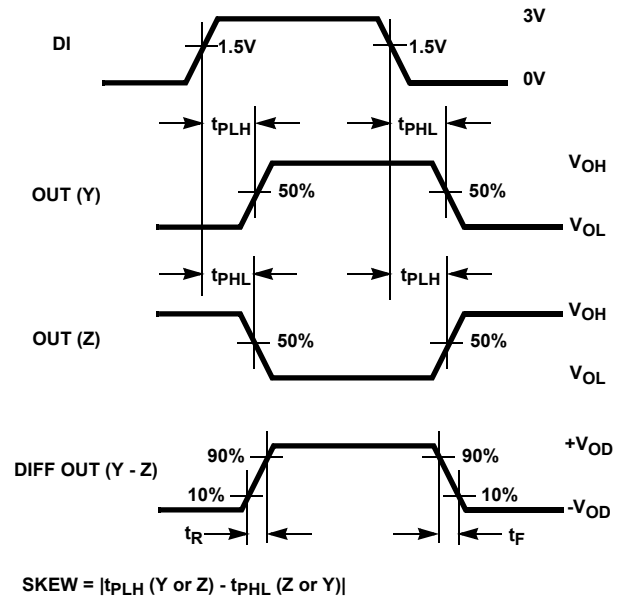 3V
DI
1.5V
1.5V
0V
tPLH
tPHL
VOH
OUT (Y)
50%
50%
VOL
tPHL
tPLH
VOH
OUT (Z)
50%
50%
VOL
+VOD
DIFF OUT (Y - Z)
90%
90%
10%
10%
-VOD
tR
tF
SKEW = |tPLH (Y or Z) - tPHL (Z or Y)|